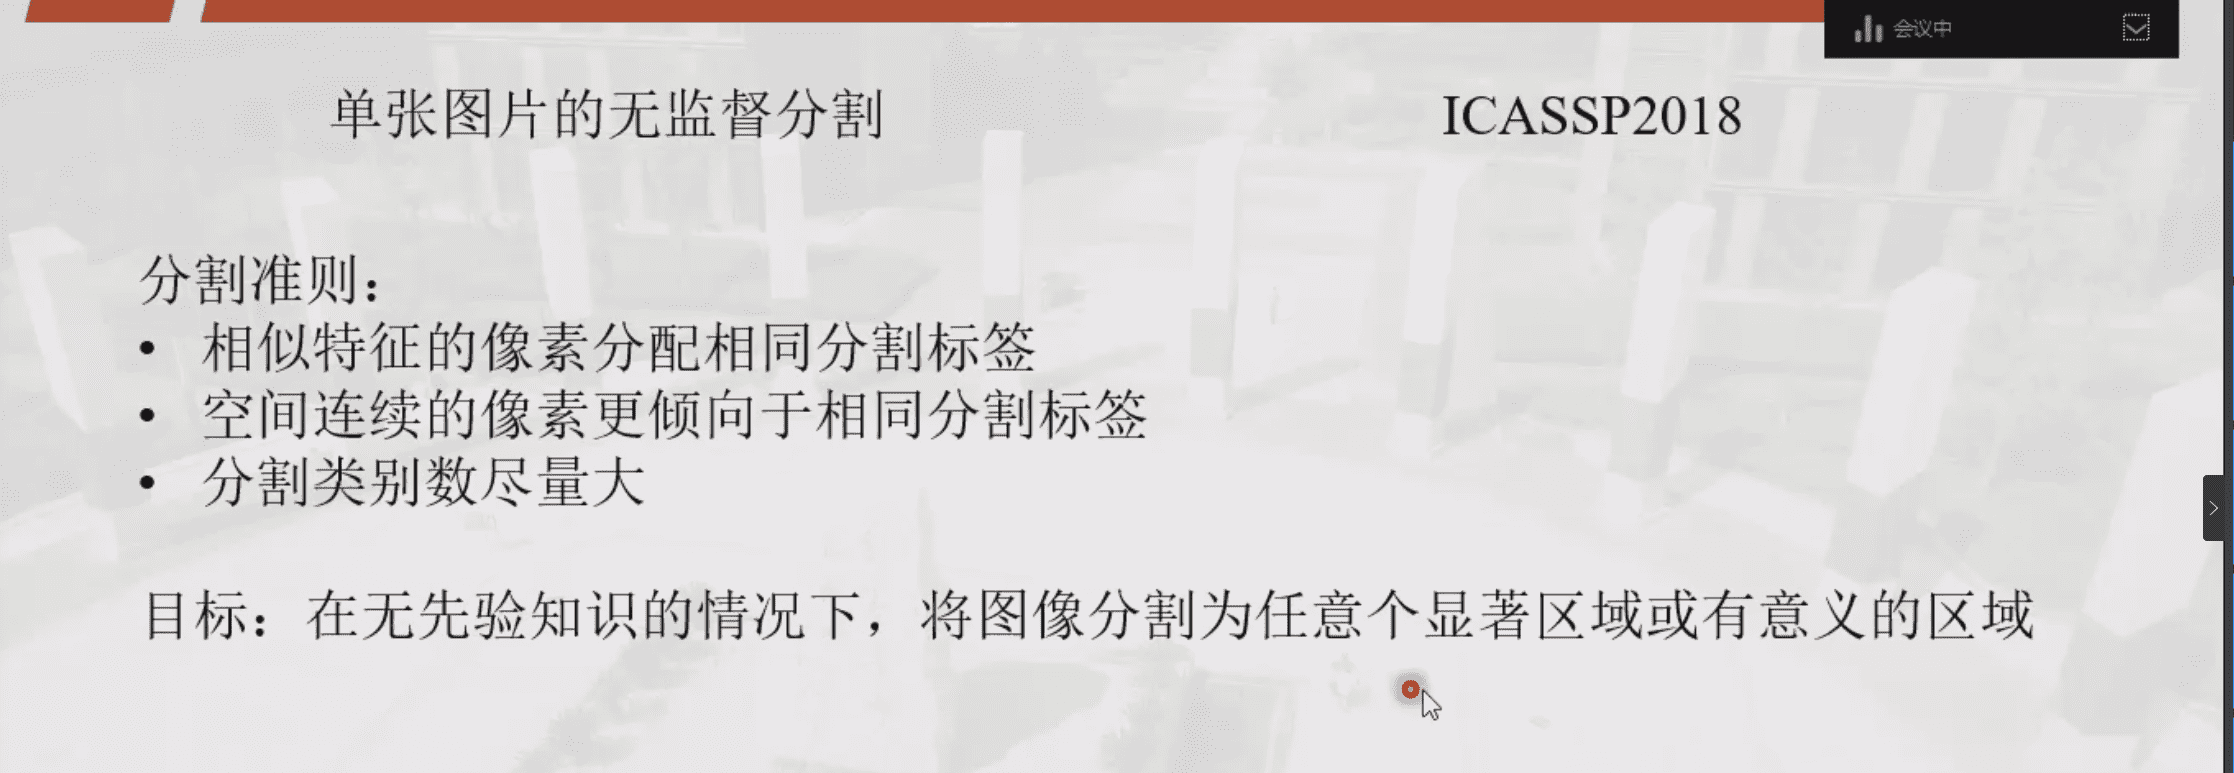 会议中
单张图片的无监督分割 ICASSP2018
分割准则：
• 相似特征的像素分配相同分割标签
• 空间连续的像素更倾向于相同分割标签
• 分割类别数尽量大
目标：在无先验知识的情况下，将图像分割为任意个显著区域或有意义的区域